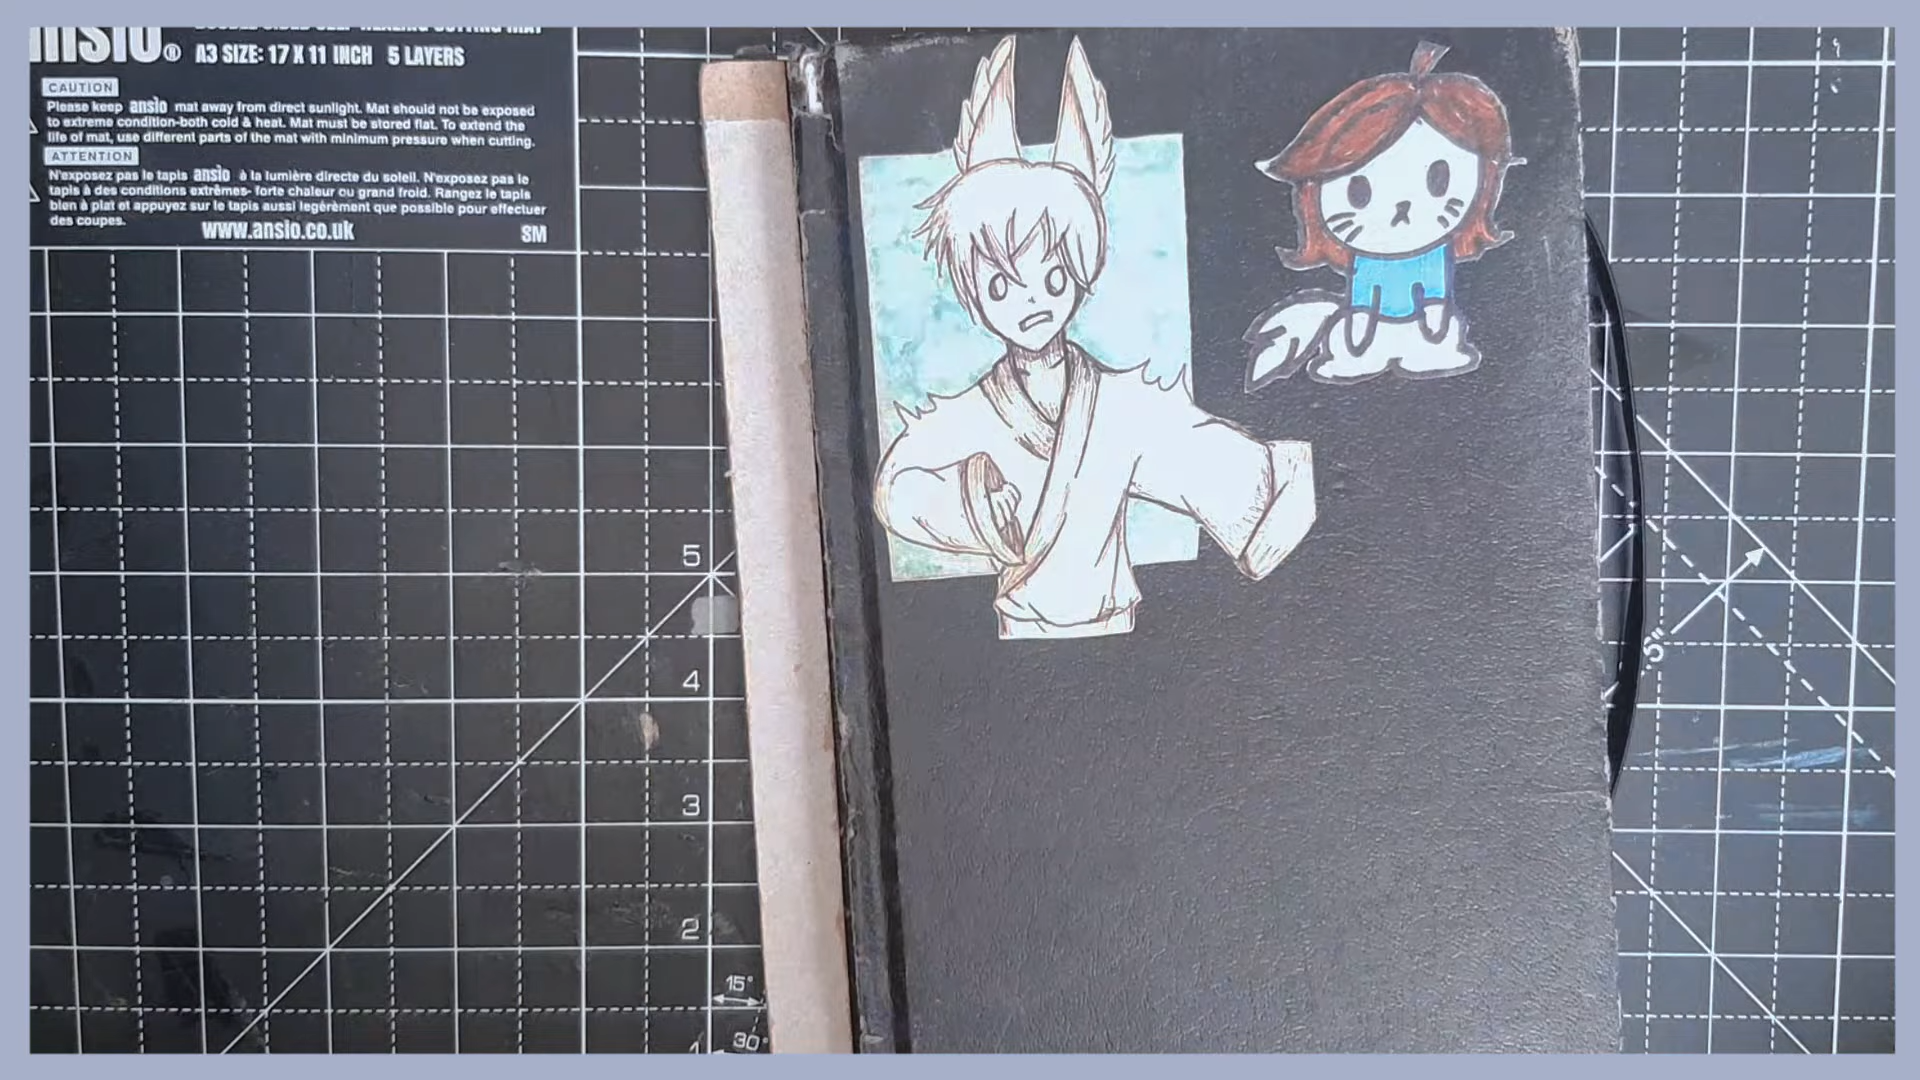 ansio® A3 SIZE: 17 X 11 INCH 5 LAYERS
CAUTION
Please keep ansio mat away from direct sunlight. Mat should not be exposed
to extreme condition-both cold & heat. Mat must be stored flat. To extend the
life of mat, use different parts of the mat with minimum pressure when cutting.
ATTENTION
N'exposez pas le tapis ansio à la lumière directe du soleil. N'exposez pas le
tapis à des conditions extrêmes- forte chaleur ou grand froid. Rangez le tapis
bien à plat et appuyez sur le tapis aussi legèrément que possible pour effectuer
des coupes.
www.ansio.co.uk SM
5
4
3
2
15°
30°
5"